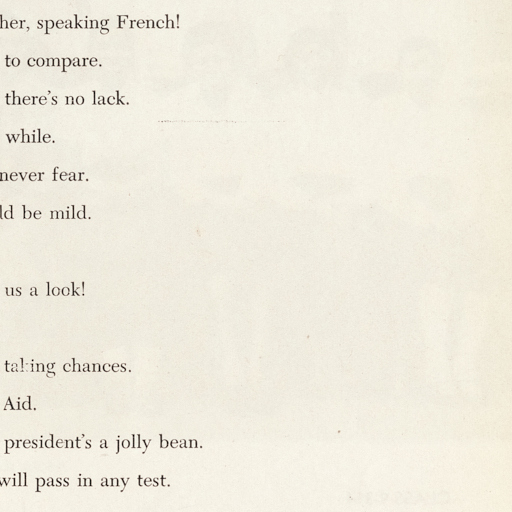 her, speaking French!
to compare.
there's no lack.
while.
never fear.
ld be mild.
us a look!
taking chances.
Aid.
president's a jolly bean.
will pass in any test.